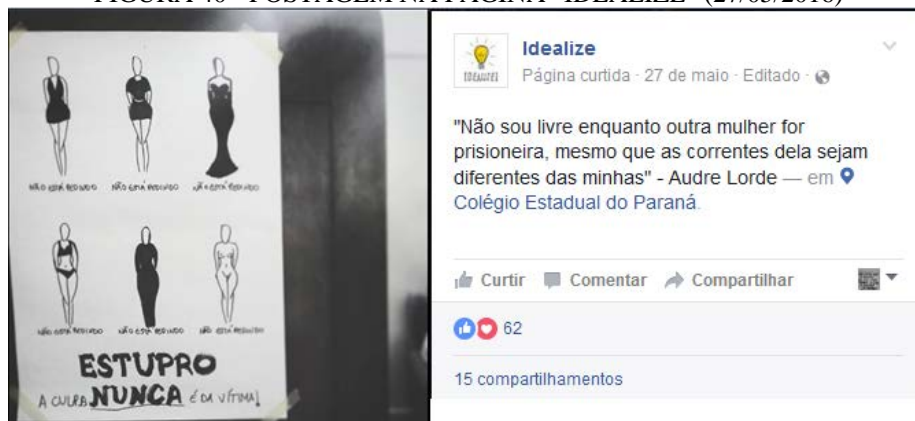 FIGURA 40 - POSTAGEM NA PÁGINA "IDEALIZE" (27/05/2016)
NÃO ESTÁ PEDINDO NÃO ESTÁ PEDINDO NÃO ESTÁ PEDINDO
NÃO ESTÁ PEDINDO NÃO ESTÁ PEDINDO NÃO ESTÁ PEDINDO
ESTUPRO
A CULPA NUNCA É DA VÍTIMA!
IDEALIZE
Idealize
Página curtida · 27 de maio · Editado ·
"Não sou livre enquanto outra mulher for
prisioneira, mesmo que as correntes dela sejam
diferentes das minhas" - Audre Lorde — em
Colégio Estadual do Paraná.
Curtir Comentar Compartilhar
62
15 compartilhamentos